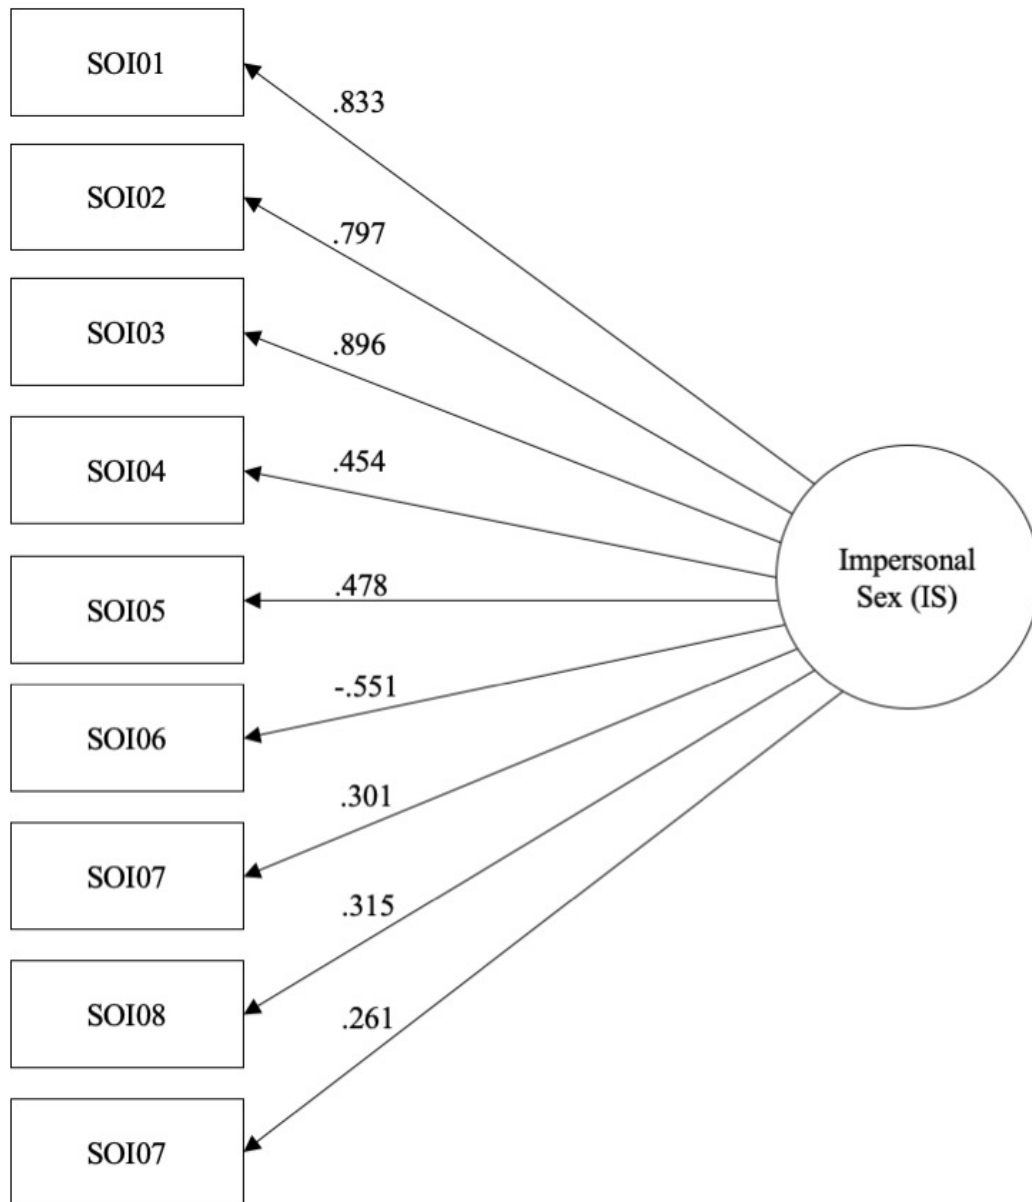 SOI01
.833
SOI02
.797
SOI03
.896
SOI04
.454
Impersonal
Sex (IS)
SOI05
.478
SOI06
-.551
SOI07
.301
SOI08
.315
SOI07
.261